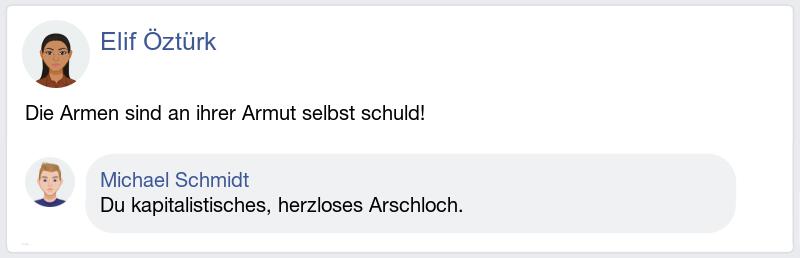 Elif Öztürk
Die Armen sind an ihrer Armut selbst schuld!
Michael Schmidt
Du kapitalistisches, herzloses Arschloch.